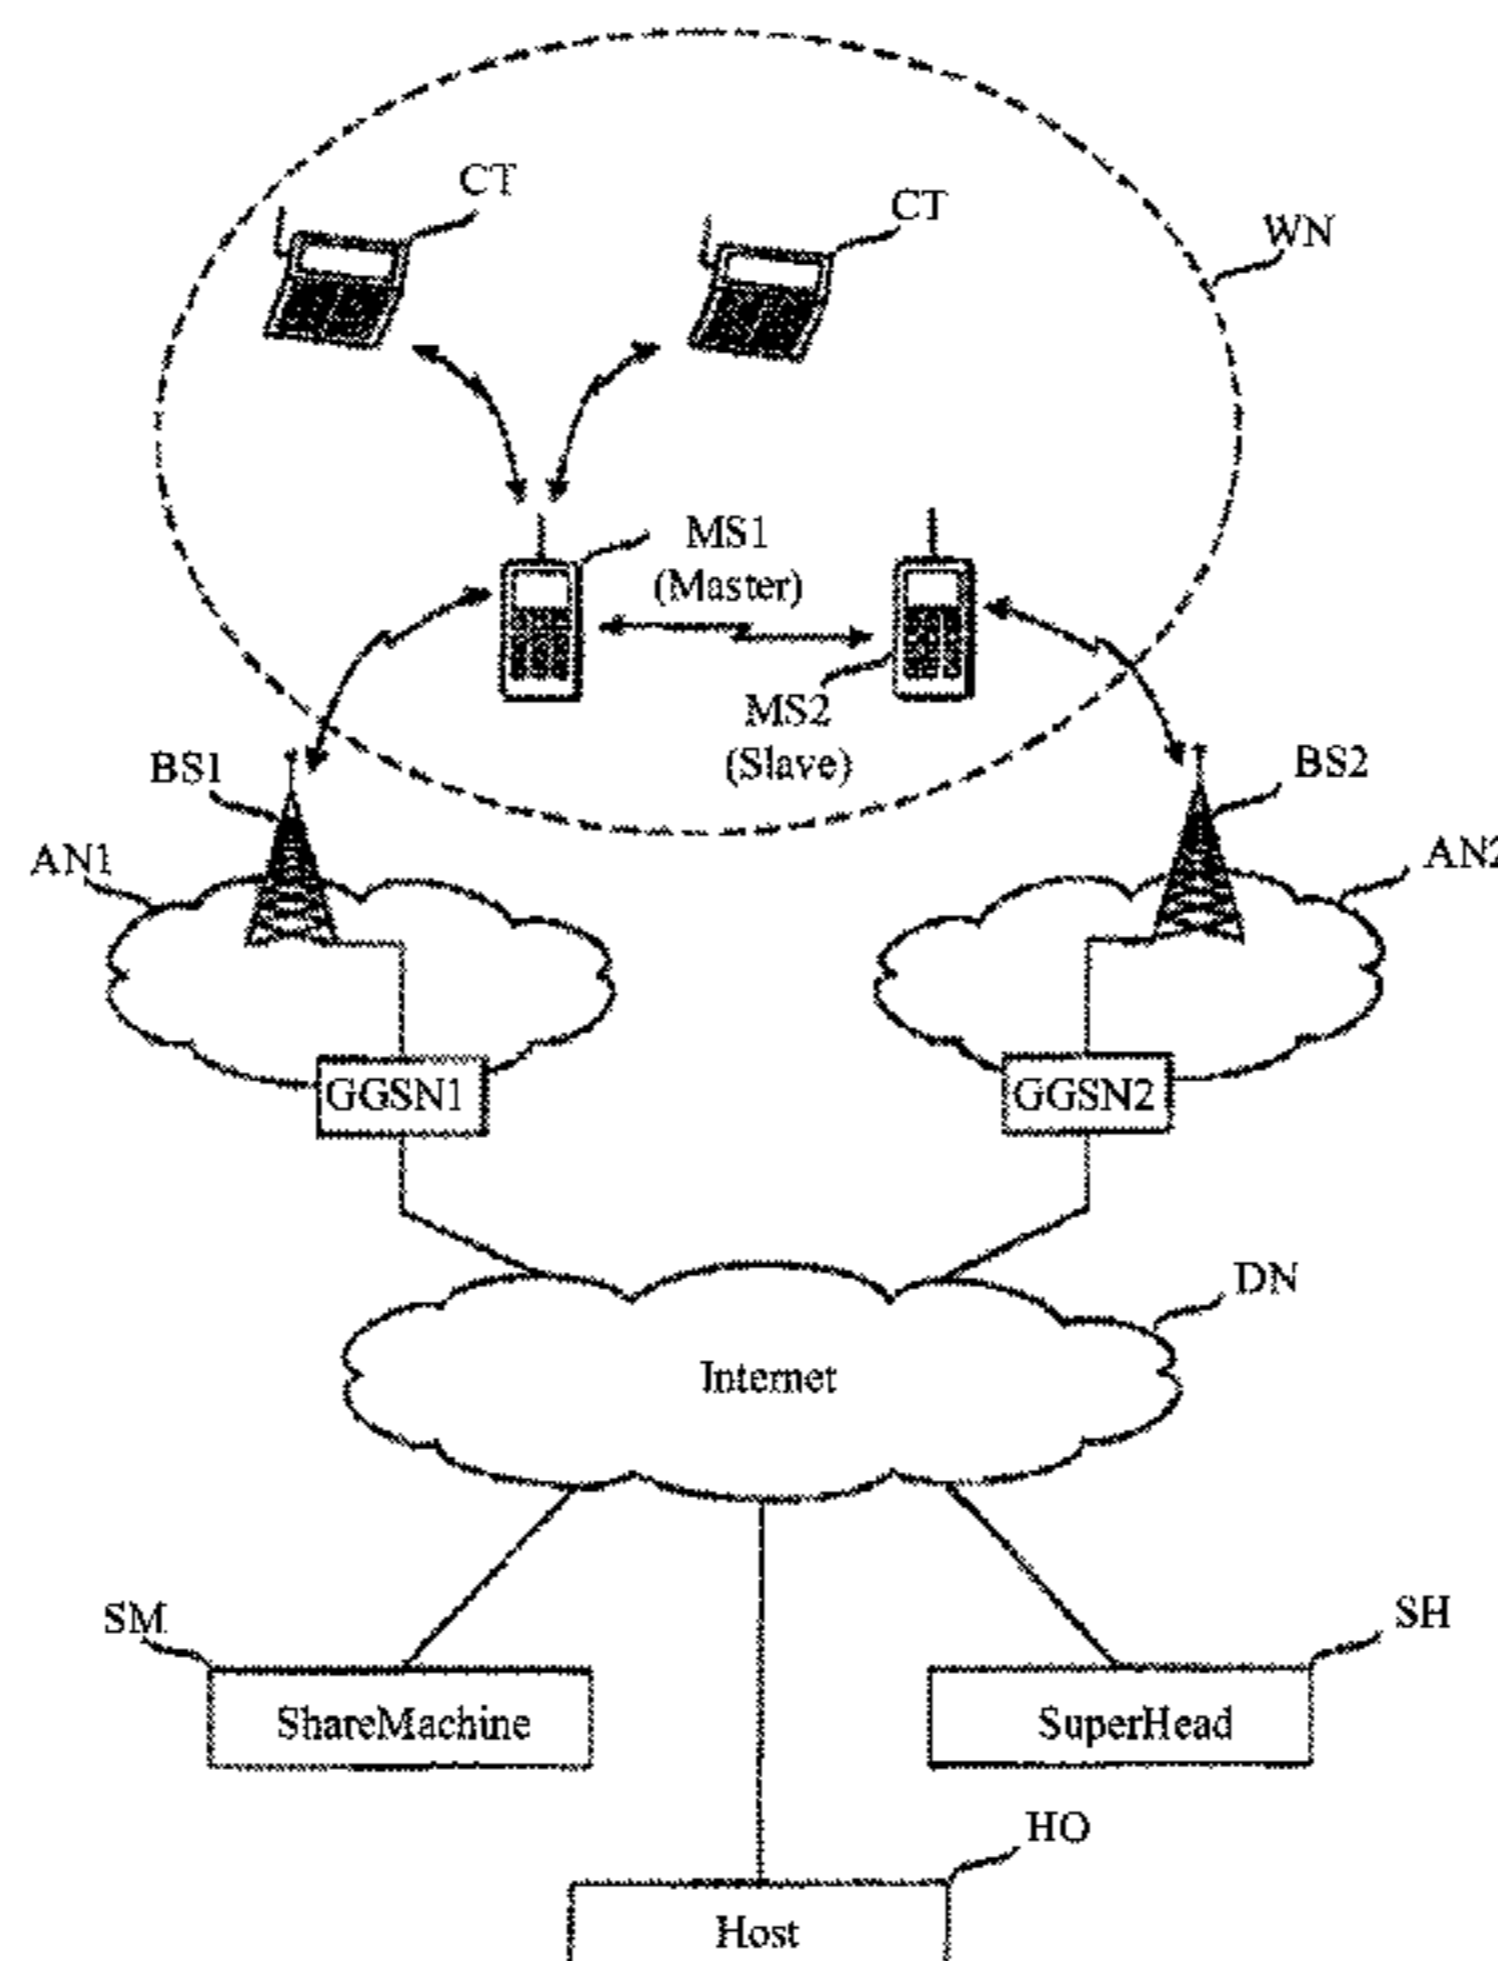 CT
CT
WN
MS1
(Master)
MS2
(Slave)
BS1
BS2
AN1
AN2
GGSN1
GGSN2
DN
Internet
SM
SH
ShareMachine
SuperHead
HO
Host